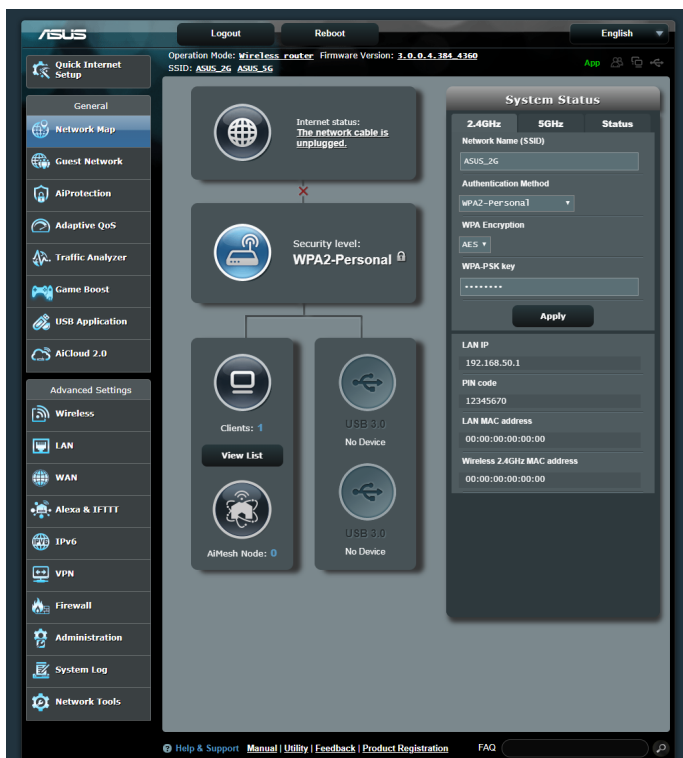 ASUS
Logout
Reboot
English
Quick Internet
Setup
Operation Mode: Wireless router Firmware Version: 3.0.0.4.384_4360
SSID: ASUS_2G ASUS_5G
App
General
Network Map
Guest Network
AiProtection
Adaptive QoS
Traffic Analyzer
Game Boost
USB Application
AiCloud 2.0
Advanced Settings
Wireless
LAN
WAN
Alexa & IFTTT
IPV6
IPv6
VPN
Firewall
Administration
System Log
Network Tools
Internet status:
The network cable is
unplugged.
Security level:
WPA2-Personal
Clients: 1
View List
AiMesh Node: 0
USB 3.0
No Device
USB 3.0
No Device
System Status
2.4GHz
5GHz
Status
Network Name (SSID)
ASUS_2G
Authentication Method
WPA2-Personal
WPA Encryption
AES
WPA-PSK key
········
Apply
LAN IP
192.168.50.1
PIN code
12345670
LAN MAC address
00:00:00:00:00:00
Wireless 2.4GHz MAC address
00:00:00:00:00:00
Help & Support Manual | Utility | Feedback | Product Registration
FAQ